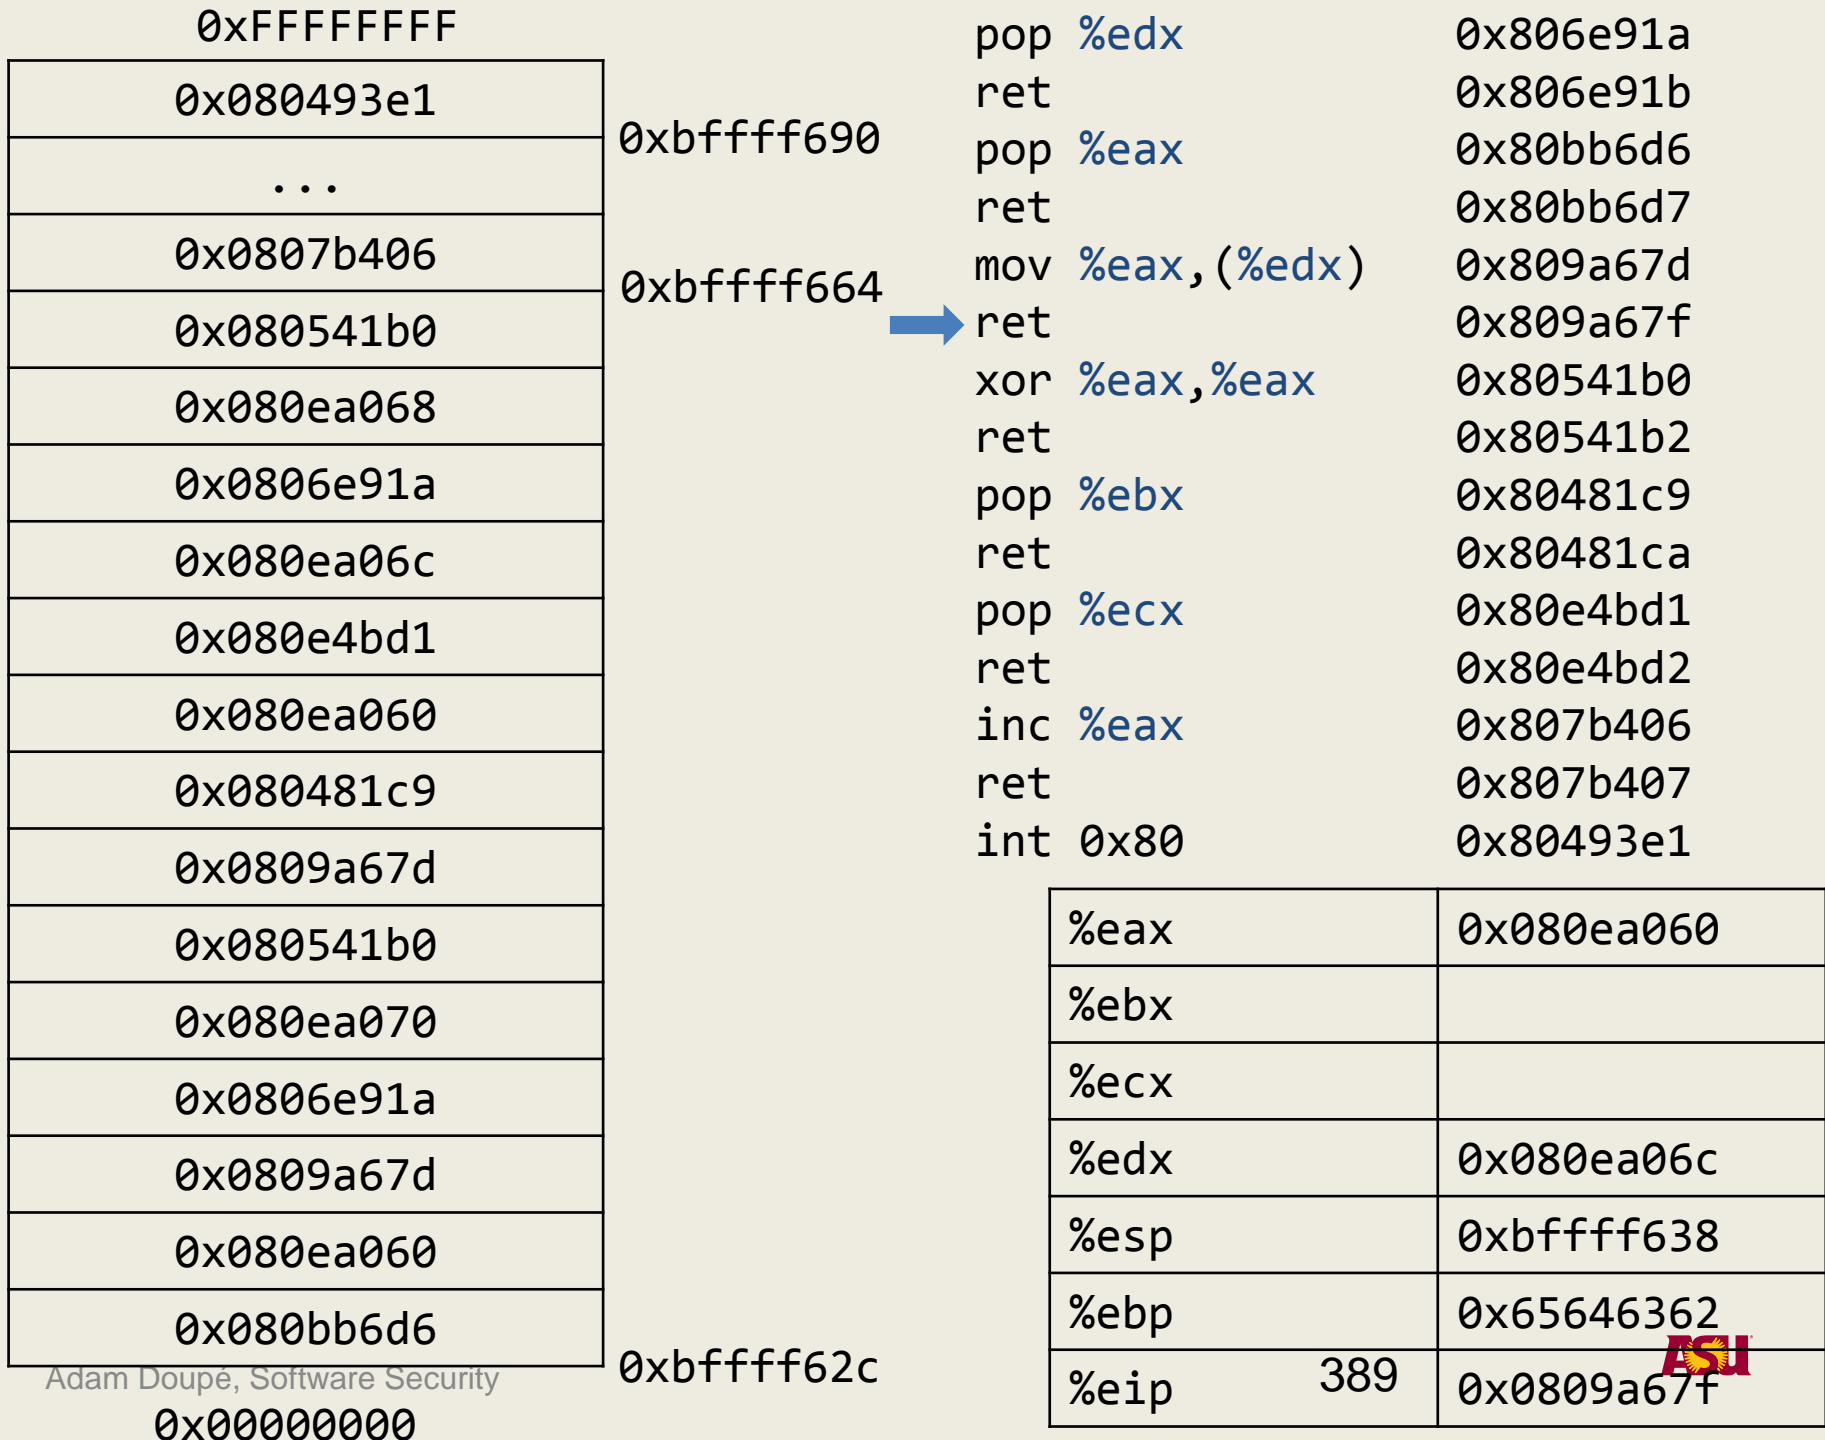 0xFFFFFFFF
0x080493e1
0xbffff690
...
0x0807b406
0xbffff664
0x080541b0
0x080ea068
0x0806e91a
0x080ea06c
0x080e4bd1
0x080ea060
0x080481c9
0x0809a67d
0x080541b0
0x080ea070
0x0806e91a
0x0809a67d
0x080ea060
0x080bb6d6
0xbffff62c
Adam Doupé, Software Security
0x00000000
pop %edx 0x806e91a
ret 0x806e91b
pop %eax 0x80bb6d6
ret 0x80bb6d7
mov %eax,(%edx) 0x809a67d
ret 0x809a67f
xor %eax,%eax 0x80541b0
ret 0x80541b2
pop %ebx 0x80481c9
ret 0x80481ca
pop %ecx 0x80e4bd1
ret 0x80e4bd2
inc %eax 0x807b406
ret 0x807b407
int 0x80 0x80493e1
%eax 0x080ea060
%ebx
%ecx
%edx 0x080ea06c
%esp 0xbffff638
%ebp 0x65646362
%eip 0x0809a67f
389
ASU